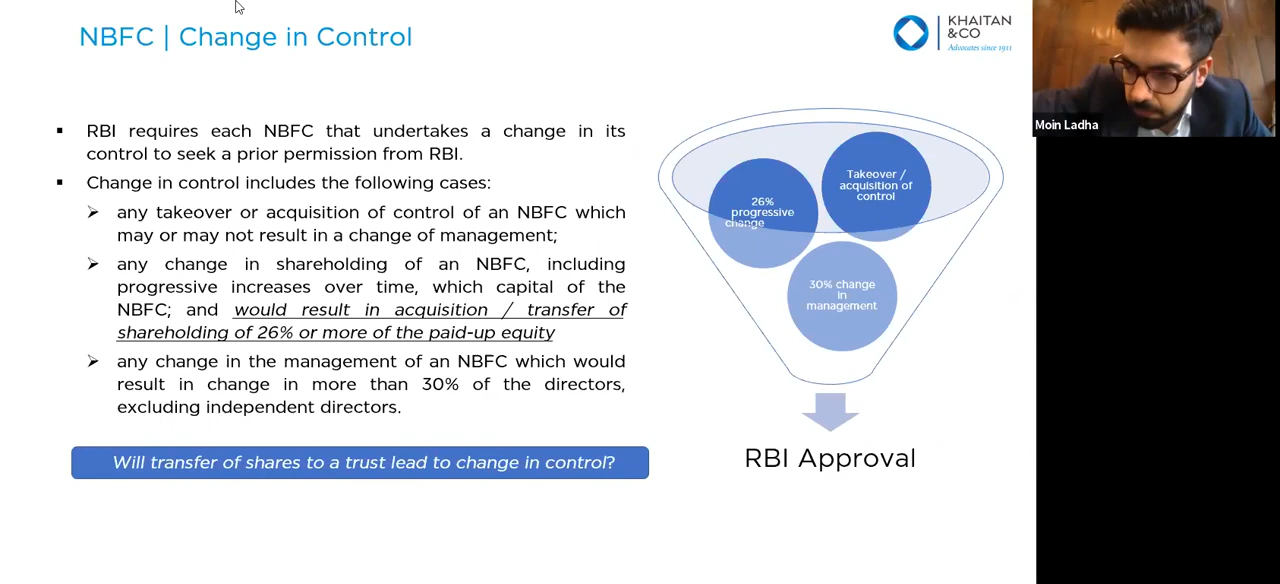 NBFC | Change in Control
KHAITAN
&CO
Advocates since 1911
Moin Ladha
▪ RBI requires each NBFC that undertakes a change in its
control to seek a prior permission from RBI.
▪ Change in control includes the following cases:
➢ any takeover or acquisition of control of an NBFC which
may or may not result in a change of management;
➢ any change in shareholding of an NBFC, including
progressive increases over time, which capital of the
NBFC; and would result in acquisition / transfer of
shareholding of 26% or more of the paid-up equity
➢ any change in the management of an NBFC which would
result in change in more than 30% of the directors,
excluding independent directors.
Will transfer of shares to a trust lead to change in control?
26%
progressive
change
Takeover /
acquisition of
control
30% change
in
management
RBI Approval